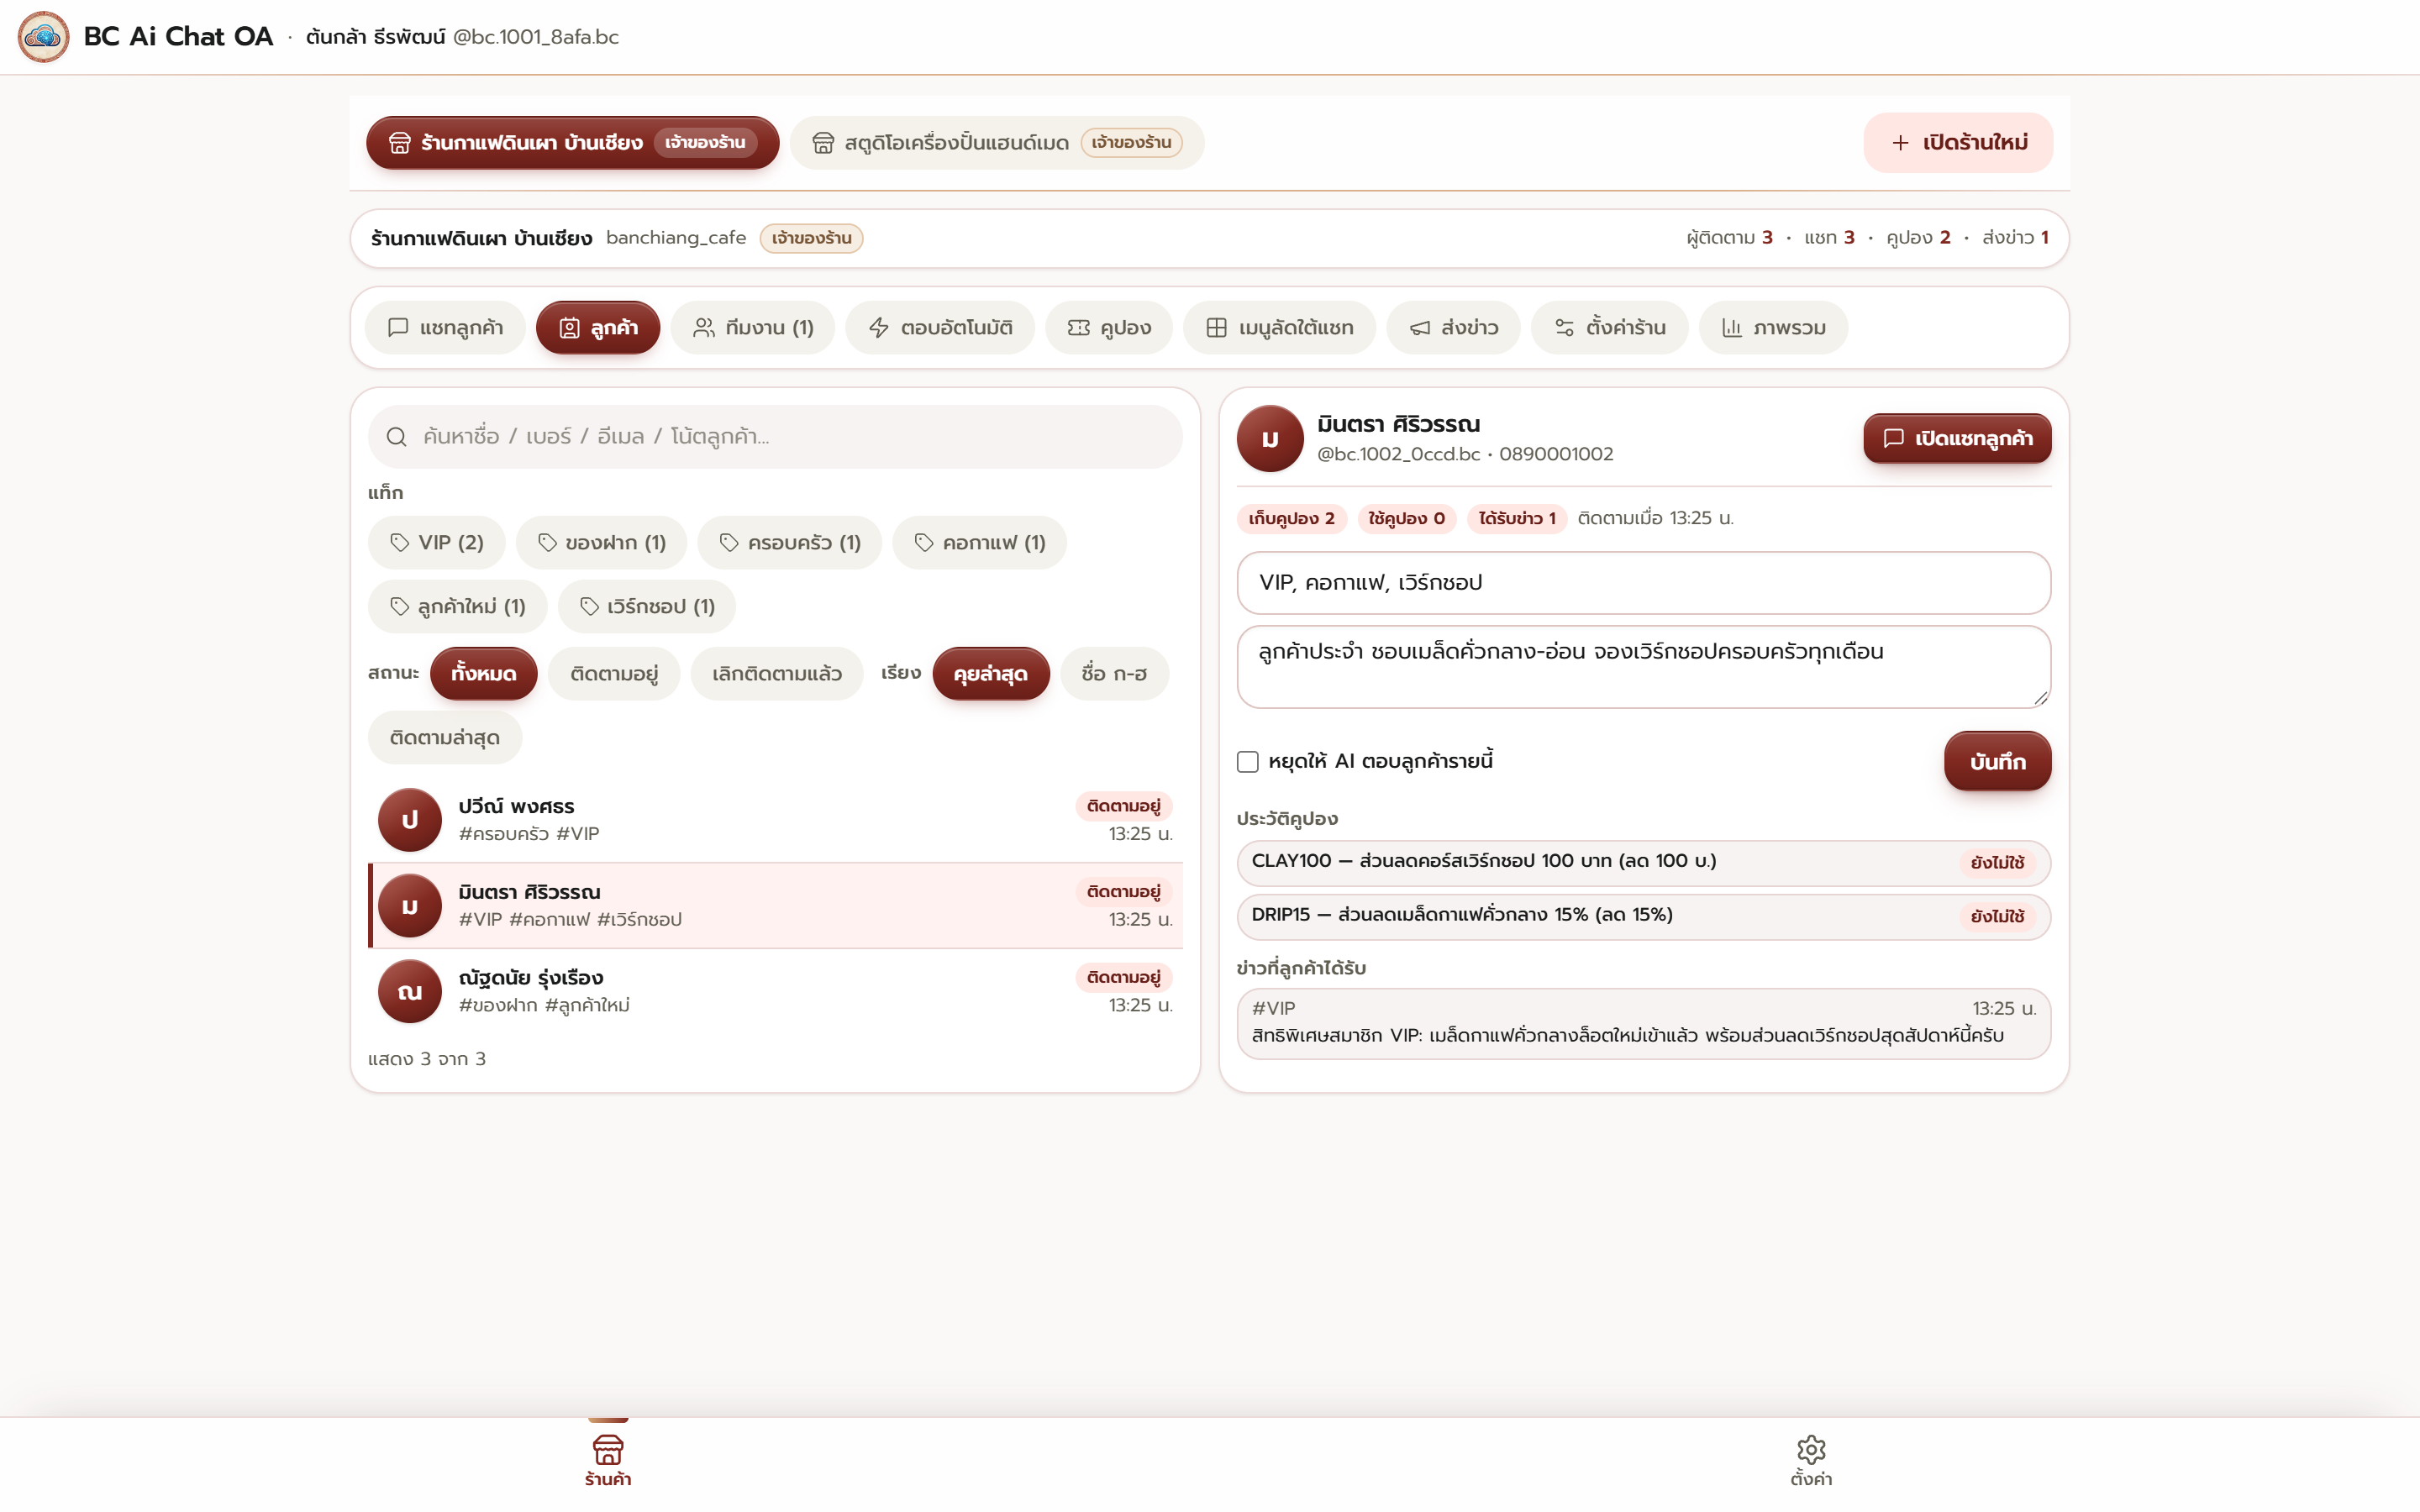 BC Ai Chat OA · ต้นกล้า ธีรพัฒน์ @bc.1001_8afa.bc
ร้านกาแฟดินเผา บ้านเชียง เจ้าของร้าน
สตูดิโอเครื่องปั้นแฮนด์เมด เจ้าของร้าน
+ เปิดร้านใหม่
ร้านกาแฟดินเผา บ้านเชียง banchiang_cafe เจ้าของร้าน
ผู้ติดตาม 3 · แชท 3 · คูปอง 2 · ส่งข่าว 1
แชทลูกค้า ลูกค้า ทีมงาน (1) ตอบอัตโนมัติ คูปอง เมนูลัดใต้แชท ส่งข่าว ตั้งค่าร้าน ภาพรวม
ค้นหาชื่อ / เบอร์ / อีเมล / โน้ตลูกค้า...
แท็ก
VIP (2) ของฝาก (1) ครอบครัว (1) คอกาแฟ (1)
ลูกค้าใหม่ (1) เวิร์กชอป (1)
สถานะ ทั้งหมด ติดตามอยู่ เลิกติดตามแล้ว เรียง คุยล่าสุด ชื่อ ก-ฮ
ติดตามล่าสุด
ป ปวีณ์ พงศธร ติดตามอยู่
#ครอบครัว #VIP 13:25 น.
ม มินตรา ศิริวรรณ ติดตามอยู่
#VIP #คอกาแฟ #เวิร์กชอป 13:25 น.
ณ ณัฐดนัย รุ่งเรือง ติดตามอยู่
#ของฝาก #ลูกค้าใหม่ 13:25 น.
แสดง 3 จาก 3
ม มินตรา ศิริวรรณ
@bc.1002_0ccd.bc • 0890001002
เปิดแชทลูกค้า
เก็บคูปอง 2 ใช้คูปอง 0 ได้รับข่าว 1 ติดตามเมื่อ 13:25 น.
VIP, คอกาแฟ, เวิร์กชอป
ลูกค้าประจำ ชอบเมล็ดคั่วกลาง-อ่อน จองเวิร์กชอปครอบครัวทุกเดือน
หยุดให้ AI ตอบลูกค้ารายนี้ บันทึก
ประวัติคูปอง
CLAY100 — ส่วนลดคอร์สเวิร์กชอป 100 บาท (ลด 100 บ.) ยังไม่ใช้
DRIP15 — ส่วนลดเมล็ดกาแฟคั่วกลาง 15% (ลด 15%) ยังไม่ใช้
ข่าวที่ลูกค้าได้รับ
#VIP 13:25 น.
สิทธิพิเศษสมาชิก VIP: เมล็ดกาแฟคั่วกลางล็อตใหม่เข้าแล้ว พร้อมส่วนลดเวิร์กชอปสุดสัปดาห์นี้ครับ
ร้านค้า ตั้งค่า